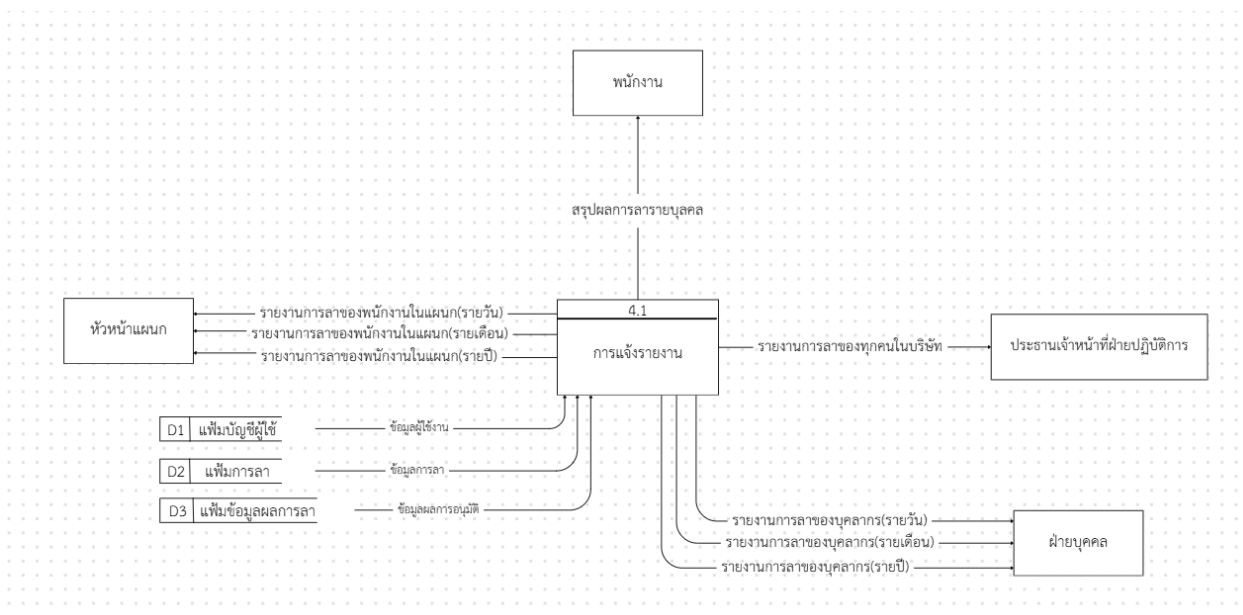 พนักงาน
สรุปผลการลารายบุลคล
หัวหน้าแผนก
รายงานการลาของพนักงานในแผนก(รายวัน)
รายงานการลาของพนักงานในแผนก(รายเดือน)
รายงานการลาของพนักงานในแผนก(รายปี)
4.1
การแจ้งรายงาน
รายงานการลาของทุกคนในบริษัท
ประธานเจ้าหน้าที่ฝ่ายปฏิบัติการ
D1 แฟ้มบัญชีผู้ใช้ ข้อมูลผู้ใช้งาน
D2 แฟ้มการลา ข้อมูลการลา
D3 แฟ้มข้อมูลผลการลา ข้อมูลผลการอนุมัติ
รายงานการลาของบุคลากร(รายวัน)
รายงานการลาของบุคลากร(รายเดือน)
รายงานการลาของบุคลากร(รายปี)
ฝ่ายบุคคล